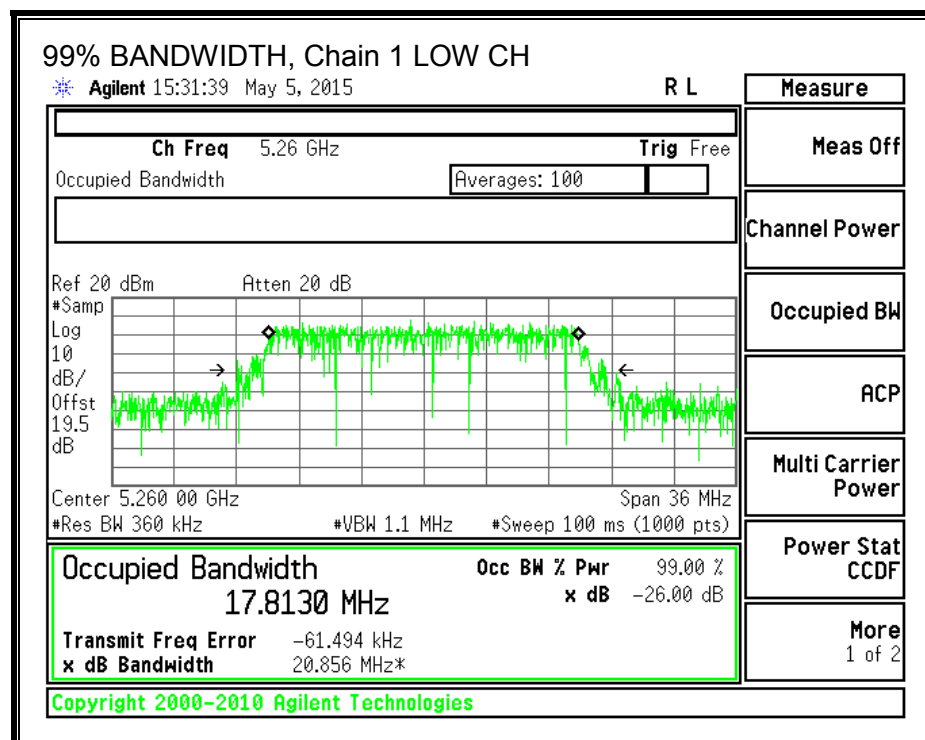 99% BANDWIDTH, Chain 1 LOW CH
Agilent 15:31:39 May 5, 2015 R L
Measure
Ch Freq 5.26 GHz Trig Free
Meas Off
Occupied Bandwidth Averages: 100
Channel Power
Ref 20 dBm Atten 20 dB
#Samp
Log
10
dB/
Offst
19.5
dB
Occupied BW
ACP
Center 5.260 00 GHz Span 36 MHz
#Res BW 360 kHz #VBW 1.1 MHz #Sweep 100 ms (1000 pts)
Multi Carrier
Power
Occupied Bandwidth Occ BW % Pwr 99.00 %
17.8130 MHz x dB -26.00 dB
Transmit Freq Error -61.494 kHz
x dB Bandwidth 20.856 MHz*
Power Stat
CCDF
More
1 of 2
Copyright 2000-2010 Agilent Technologies